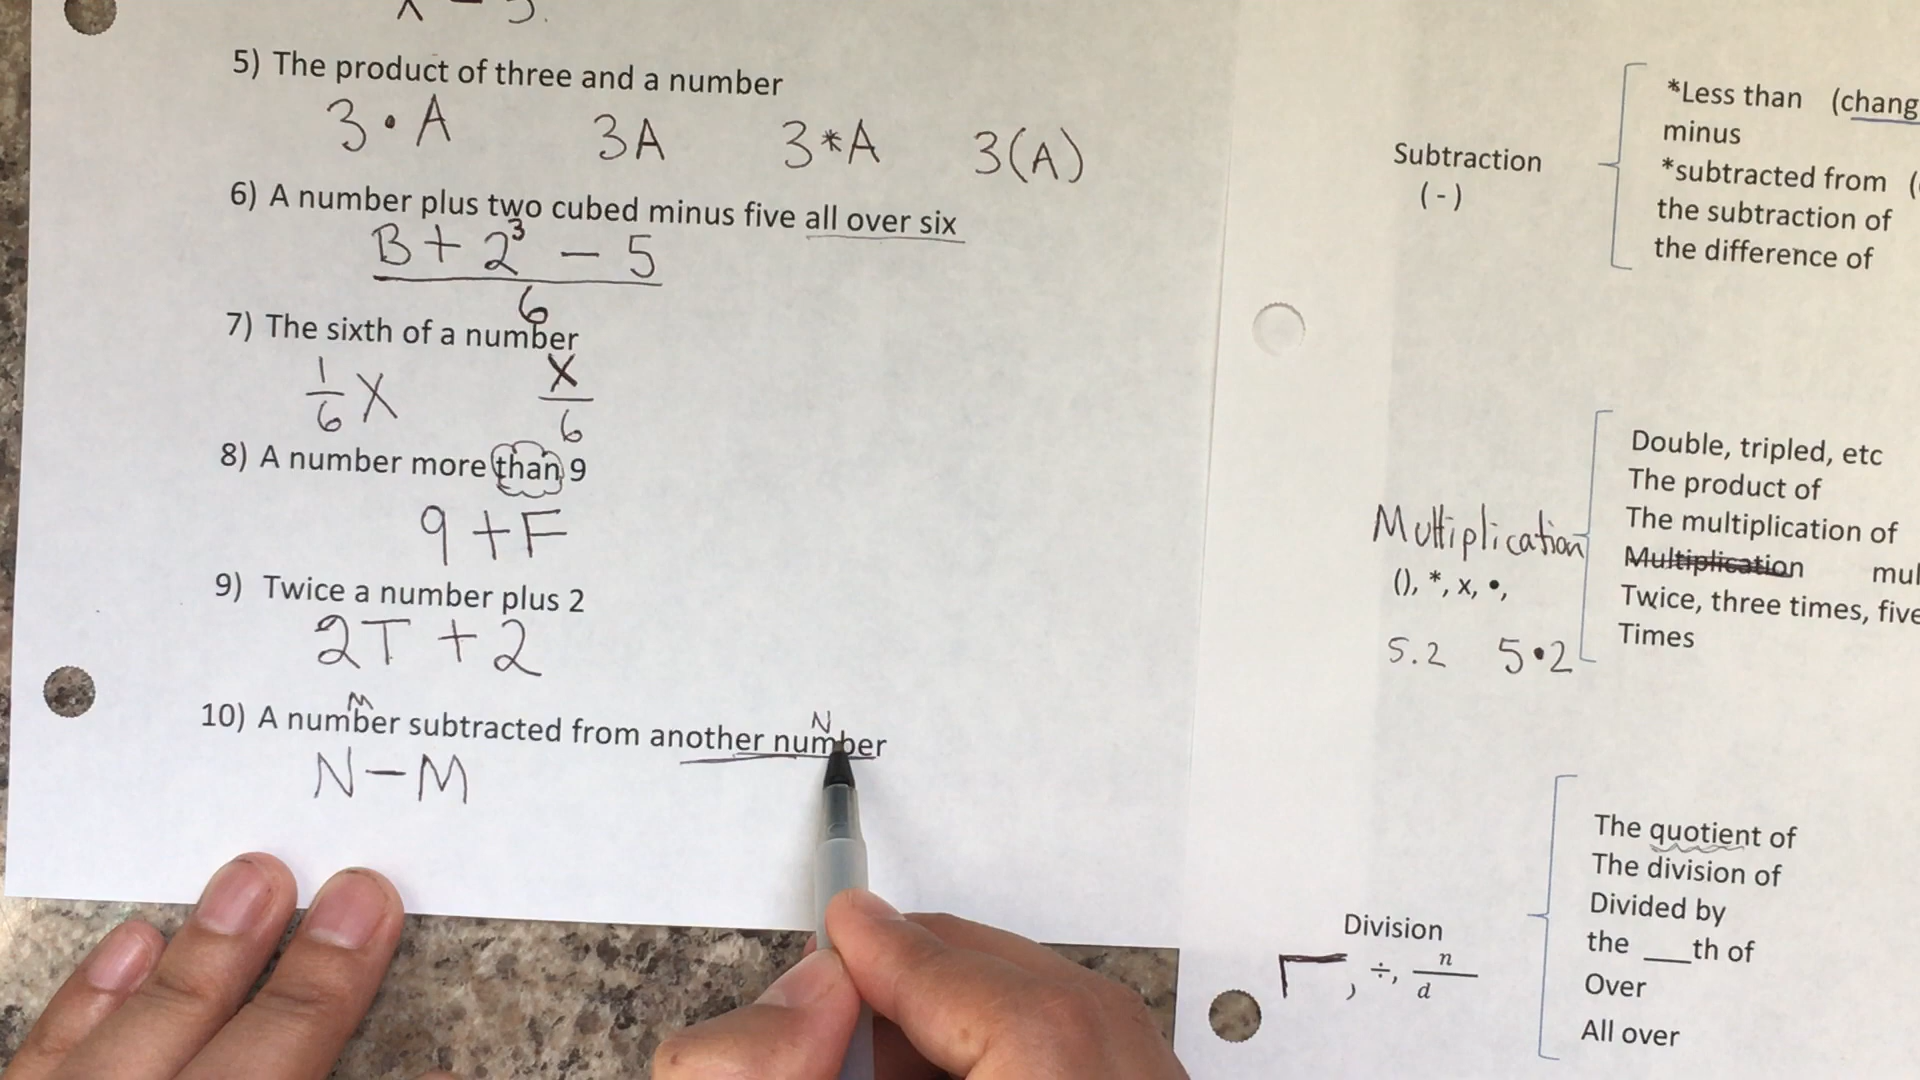 5) The product of three and a number
3•A 3A 3*A 3(A)
6) A number plus two cubed minus five all over six
B+2³ - 5
6
7) The sixth of a number
1 X
6 X
6
8) A number more than 9
9+F
9) Twice a number plus 2
2T + 2
M N
10) A number subtracted from another number
N-M
Subtraction
(-)
*Less than (chang
minus
*subtracted from (
the subtraction of
the difference of
Multiplication
(), *, x, •,
5.2 5•2
Double, tripled, etc
The product of
The multiplication of
Multiplication mul
Twice, three times, five
Times
Division
, ÷, n
d
The quotient of
The division of
Divided by
the ___th of
Over
All over